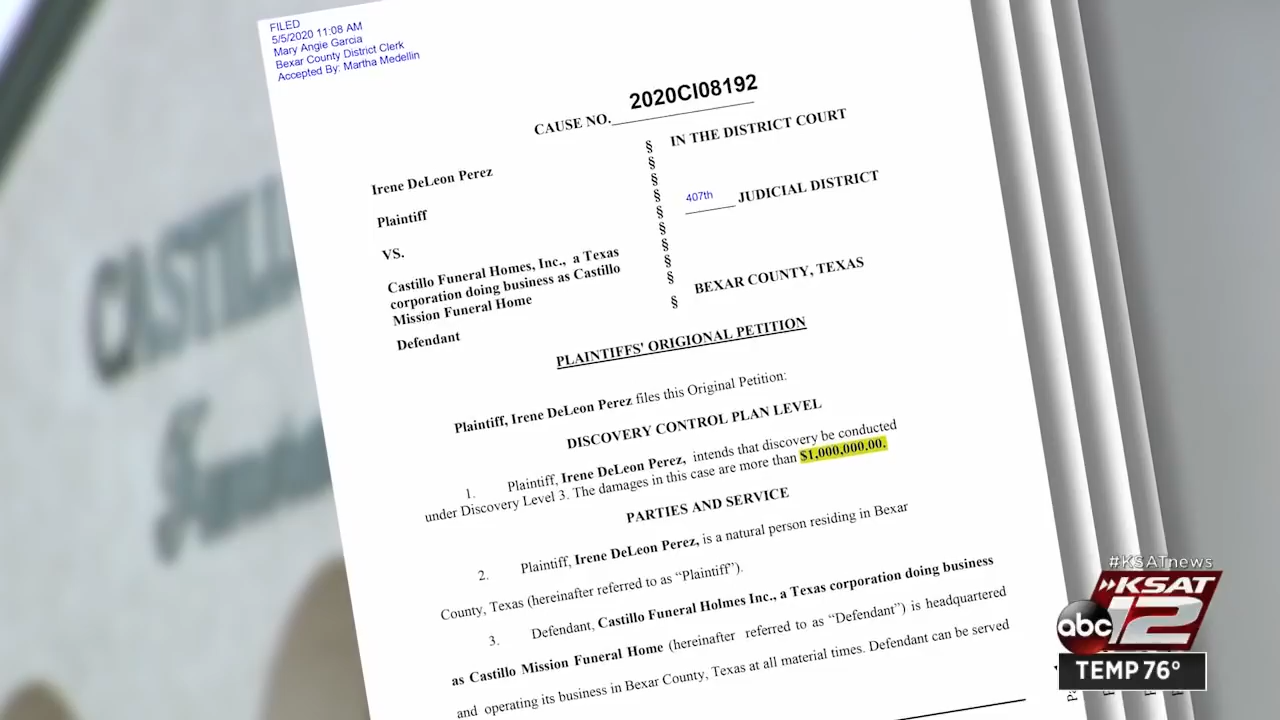 FILED
5/5/2020 11:08 AM
Mary Angie Garcia
Bexar County District Clerk
Accepted By: Martha Medellin
CAUSE NO. 2020CI08192
Irene DeLeon Perez
Plaintiff
VS.
Castillo Funeral Homes, Inc., a Texas
corporation doing business as Castillo
Mission Funeral Home
Defendant
§
§
§
§
§
§
§
§
§
§
IN THE DISTRICT COURT
407th JUDICIAL DISTRICT
BEXAR COUNTY, TEXAS
PLAINTIFFS' ORIGIONAL PETITION
Plaintiff, Irene DeLeon Perez files this Original Petition:
DISCOVERY CONTROL PLAN LEVEL
1. Plaintiff, Irene DeLeon Perez, intends that discovery be conducted
under Discovery Level 3. The damages in this case are more than $1,000,000.00.
PARTIES AND SERVICE
2. Plaintiff, Irene DeLeon Perez, is a natural person residing in Bexar
County, Texas (hereinafter referred to as “Plaintiff”).
3. Defendant, Castillo Funeral Holmes Inc., a Texas corporation doing business
as Castillo Mission Funeral Home (hereinafter referred to as “Defendant”) is headquartered
and operating its business in Bexar County, Texas at all material times. Defendant can be served
CASTILL
#KSATnews
KSAT
abc 12
TEMP 76°